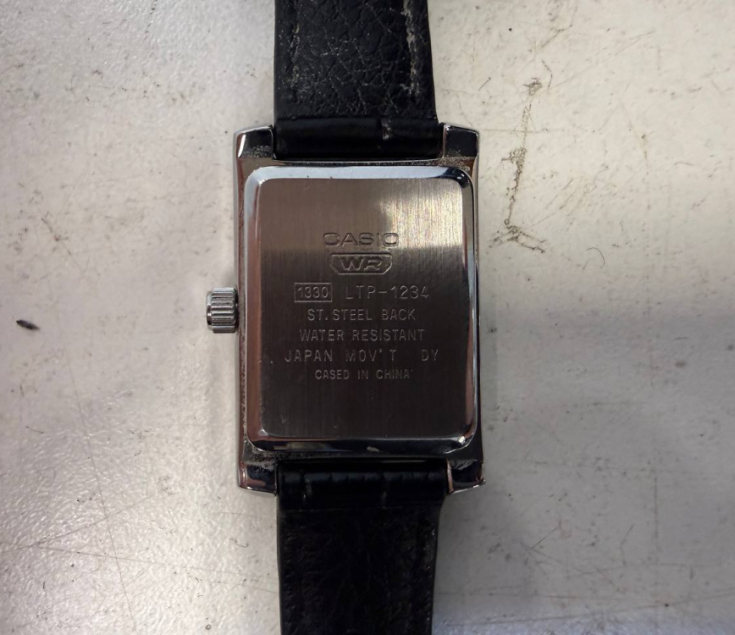 CASIO
WR
1330 LTP-1234
ST.STEEL BACK
WATER RESISTANT
JAPAN MOV'T DY
CASED IN CHINA